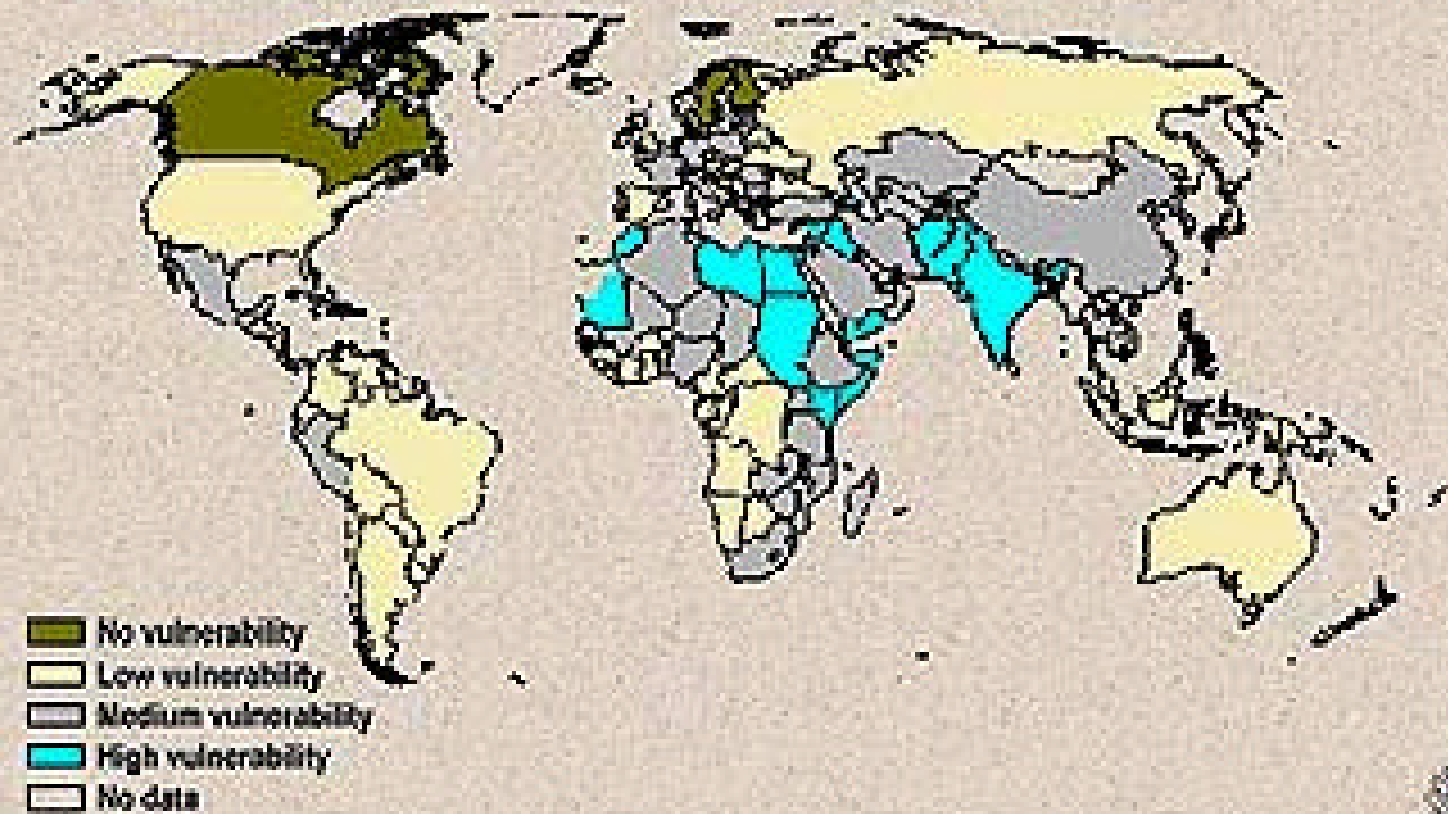 No vulnerability
Low vulnerability
Medium vulnerability
High vulnerability
No data